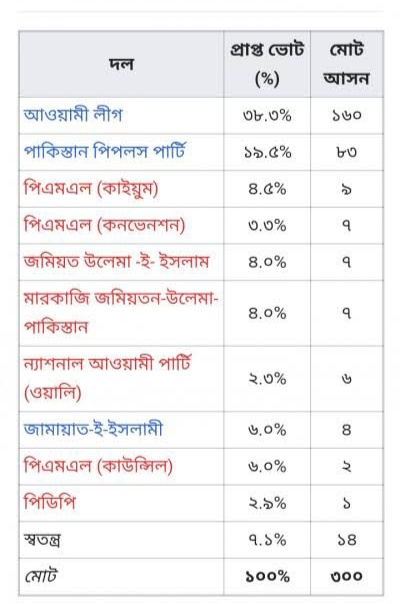 দল প্রাপ্ত ভোট (%) মোট আসন
আওয়ামী লীগ ৩৮.৩% ১৬০
পাকিস্তান পিপলস পার্টি ১৯.৫% ৮৩
পিএমএল (কাইয়ুম) ৪.৫% ৯
পিএমএল (কনভেনশন) ৩.৩% ৭
জমিয়ত উলেমা -ই- ইসলাম ৪.০% ৭
মারকাজি জমিয়তন-উলেমা-
পাকিস্তান ৪.০% ৭
ন্যাশনাল আওয়ামী পার্টি
(ওয়ালি) ২.৩% ৬
জামায়াত-ই-ইসলামী ৬.০% ৪
পিএমএল (কাউন্সিল) ৬.০% ২
পিডিপি ২.৯% ১
স্বতন্ত্র ৭.১% ১৪
মোট ১০০% ৩০০